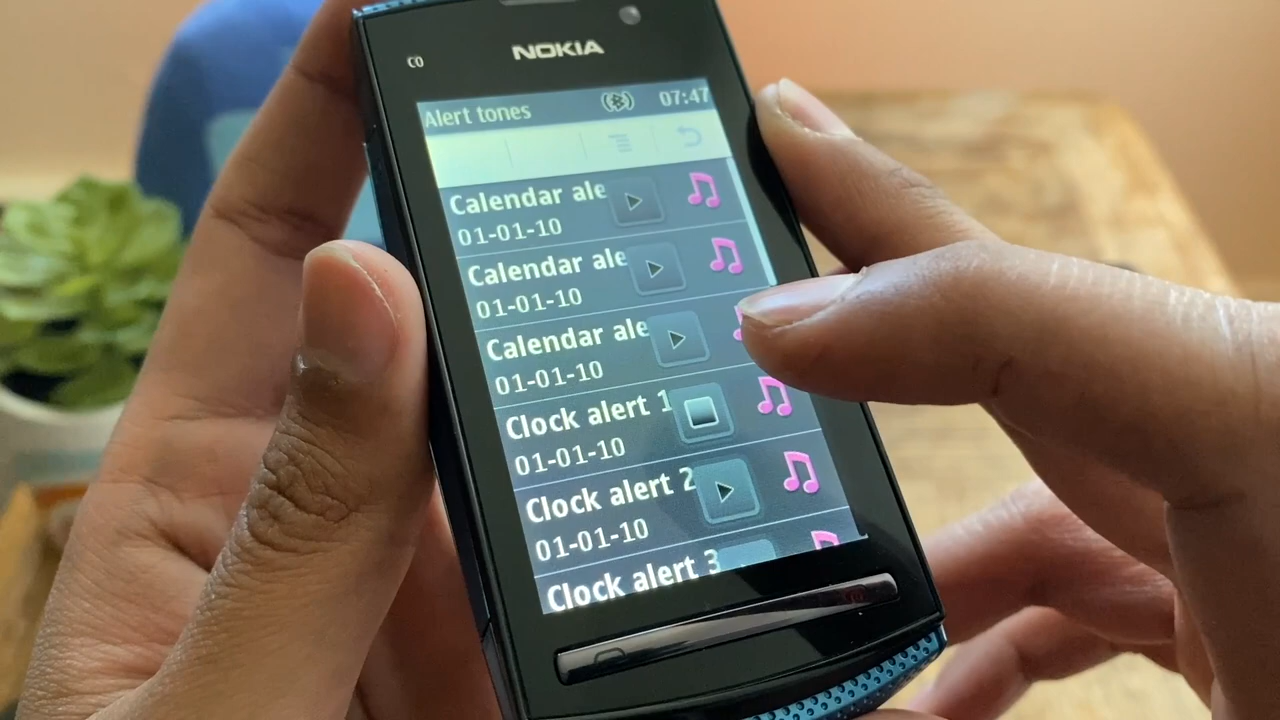 NOKIA
Alert tones 07:47
Calendar ale
01-01-10
Calendar ale
01-01-10
Calendar ale
01-01-10
Clock alert 1
01-01-10
Clock alert 2
01-01-10
Clock alert 3